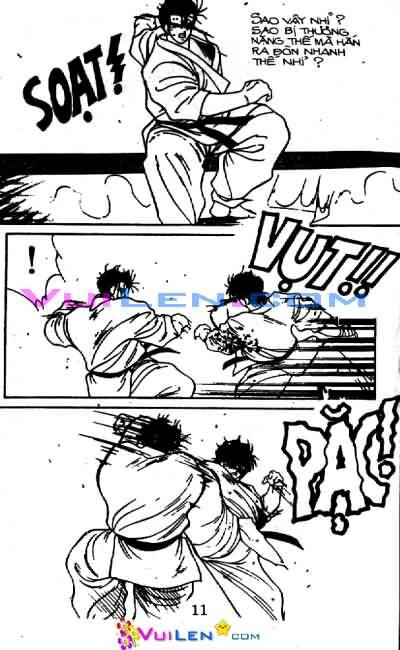 SAO VẬY NHỈ?
SAO BỊ THƯƠNG
NẶNG THẾ MÀ HẮN
RA ĐÒN NHANH
THẾ NHỈ?
SOẠT!
VỤT!!
!
VUILEN.COM
PẶC!
11
VUILEN.com